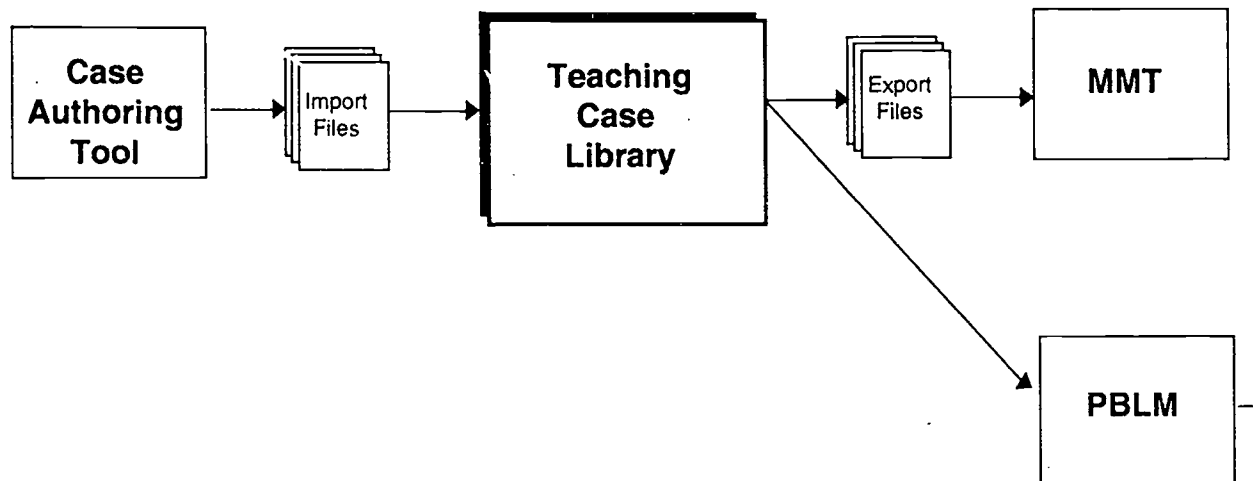 Case
Authoring
Tool
Import
Files
Teaching
Case
Library
Export
Files
MMT
PBLM